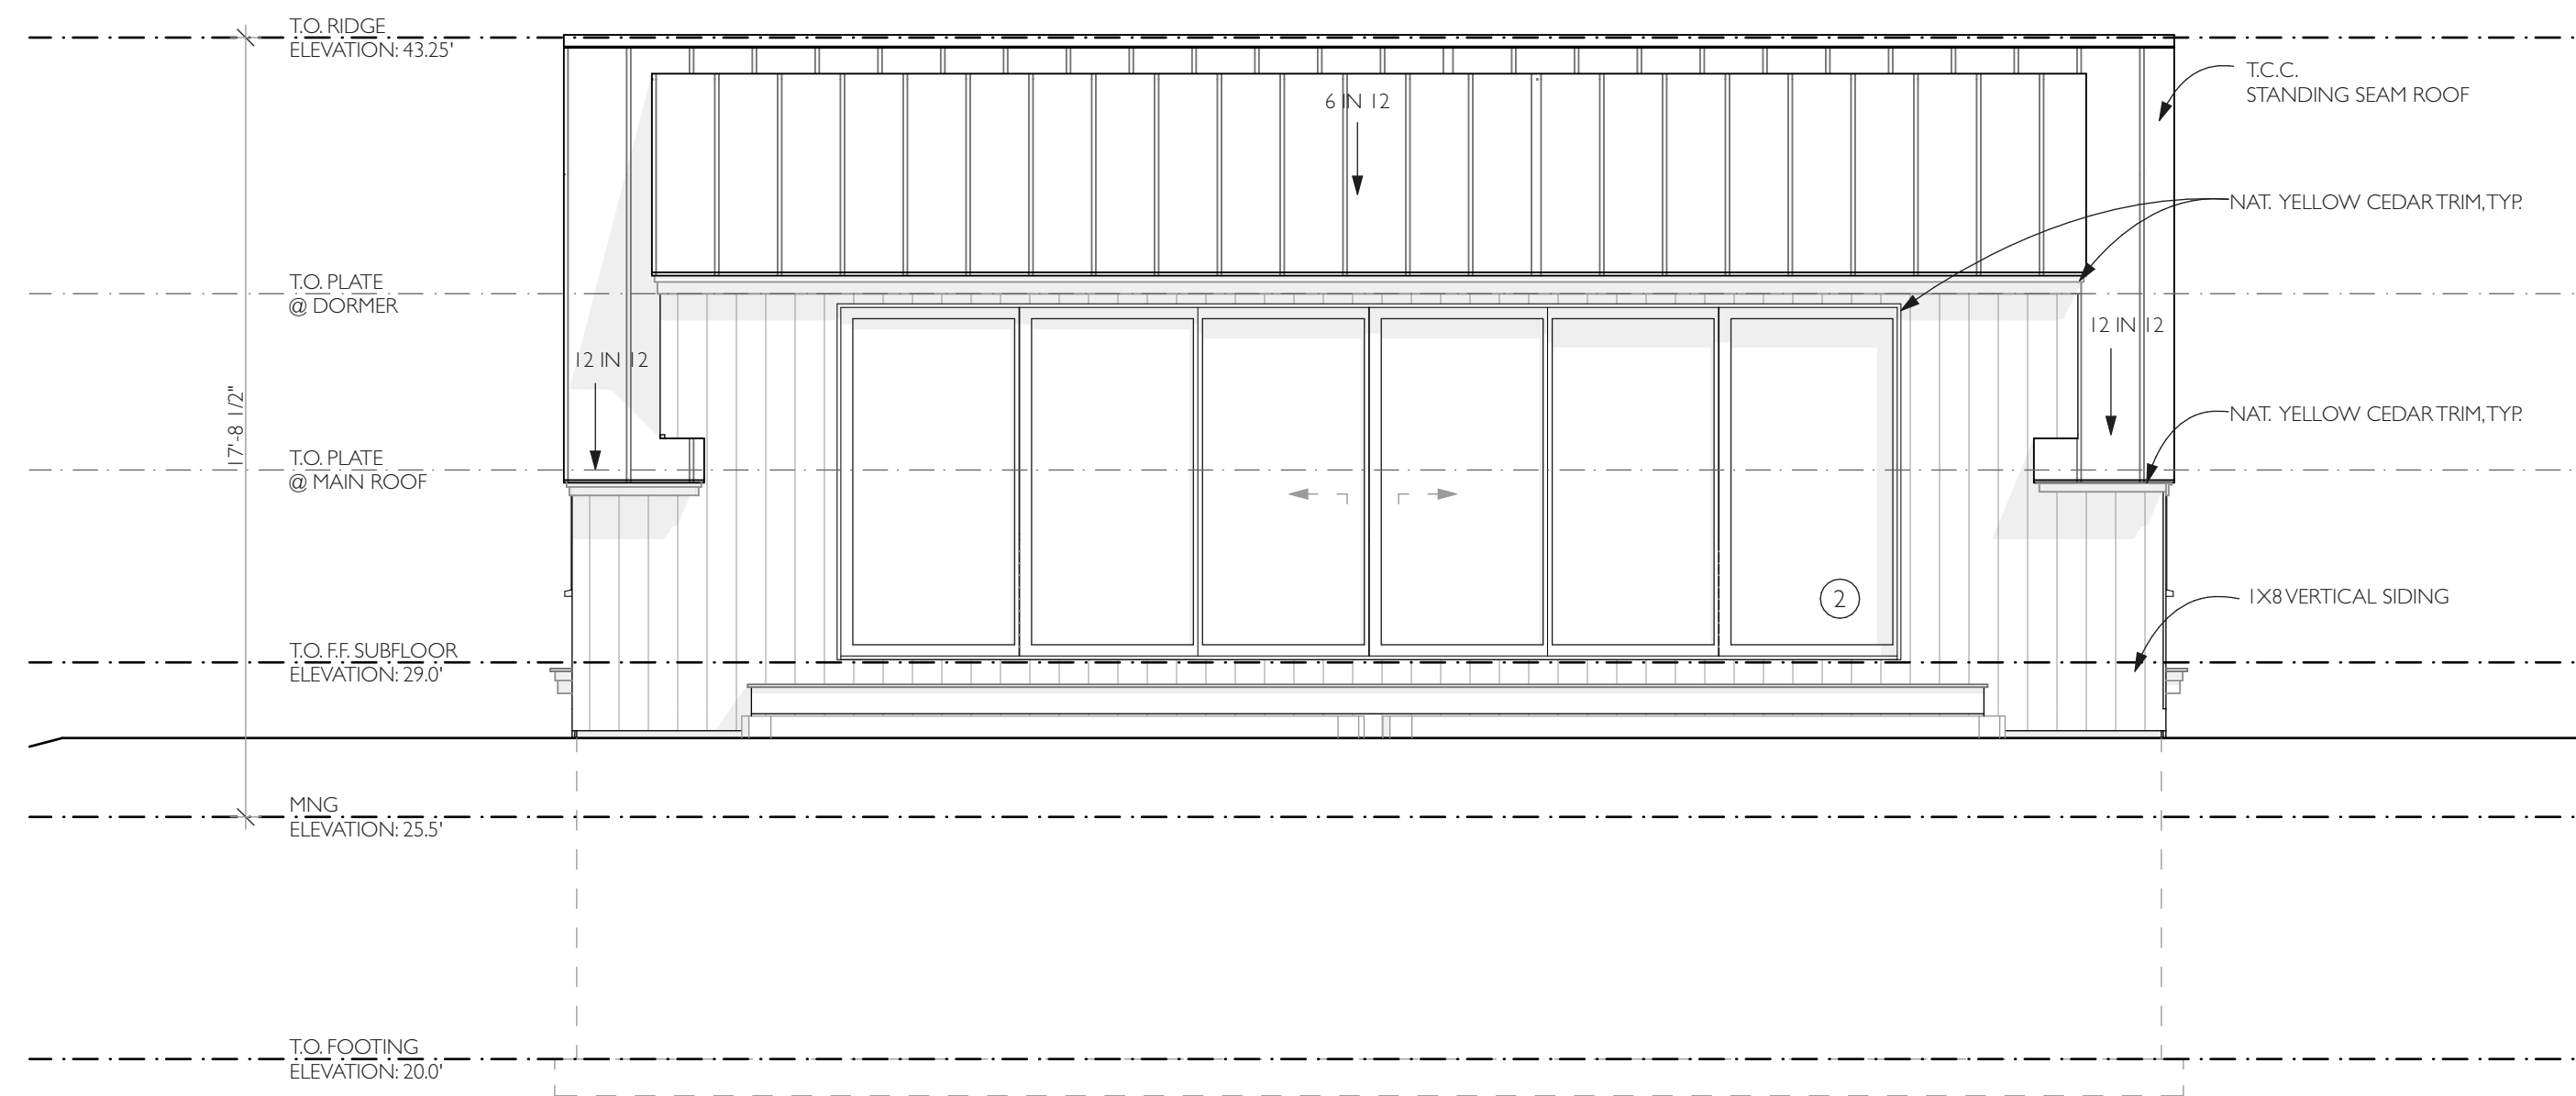 T.O. RIDGE
ELEVATION: 43.25'
T.C.C.
STANDING SEAM ROOF
6 IN 12
NAT. YELLOW CEDAR TRIM, TYP.
T.O. PLATE
@ DORMER
12 IN 12
12 IN 12
17'-8 1/2"
NAT. YELLOW CEDAR TRIM, TYP.
T.O. PLATE
@ MAIN ROOF
2
1X8 VERTICAL SIDING
T.O. F.F. SUBFLOOR
ELEVATION: 29.0'
MNG
ELEVATION: 25.5'
T.O. FOOTING
ELEVATION: 20.0'